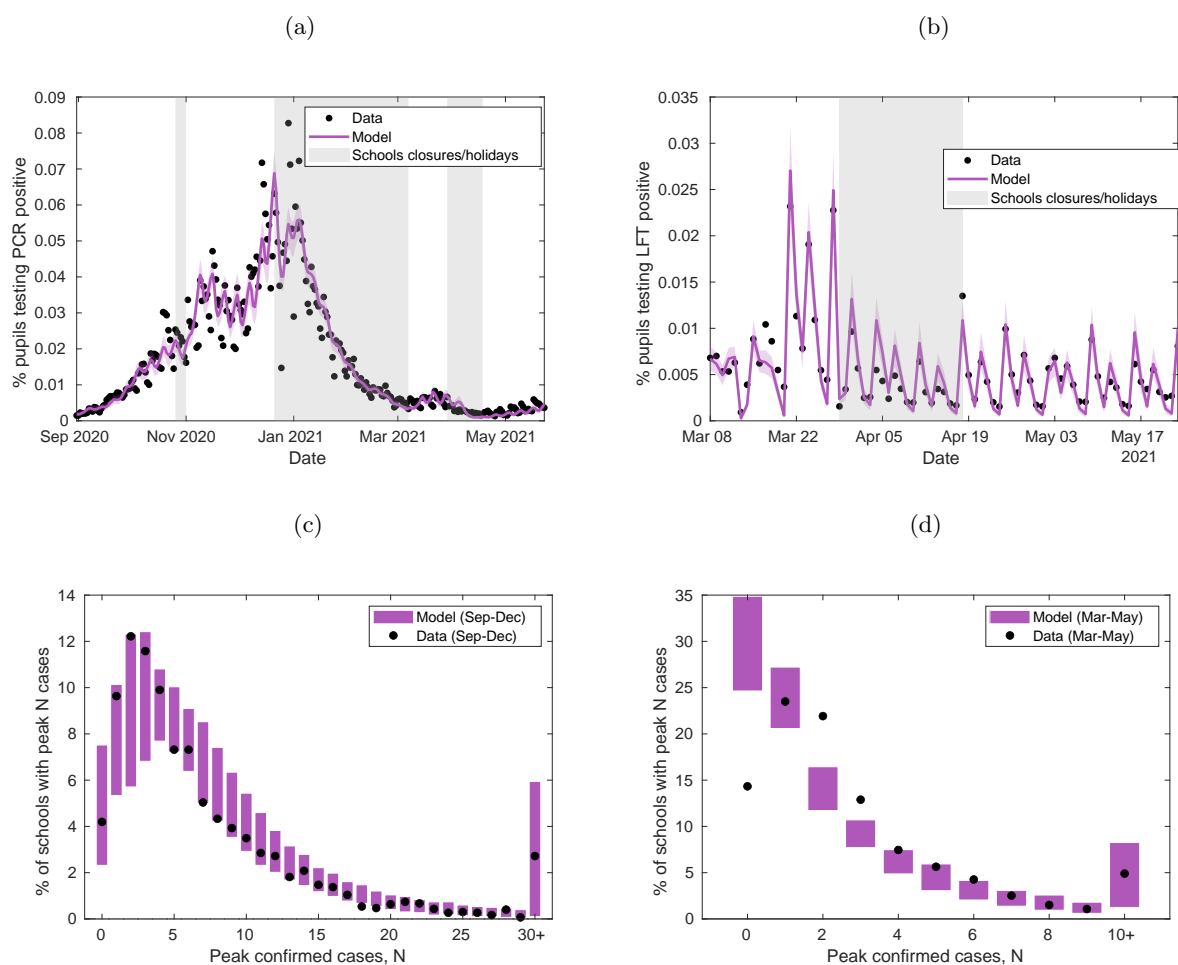 (a)
0.09
0.08
0.07
0.06
0.05
0.04
0.03
0.02
0.01
0
% pupils testing PCR positive
Data
Model
Schools closures/holidays
Sep 2020 Nov 2020 Jan 2021 Mar 2021 May 2021
Date
(b)
0.035
0.03
0.025
0.02
0.015
0.01
0.005
0
% pupils testing LFT positive
Data
Model
Schools closures/holidays
Mar 08 Mar 22 Apr 05 Apr 19 May 03 May 17
2021
Date
(c)
14
12
10
8
6
4
2
0
% of schools with peak N cases
Model (Sep-Dec)
Data (Sep-Dec)
0 5 10 15 20 25 30+
Peak confirmed cases, N
(d)
35
30
25
20
15
10
5
0
% of schools with peak N cases
Model (Mar-May)
Data (Mar-May)
0 2 4 6 8 10+
Peak confirmed cases, N